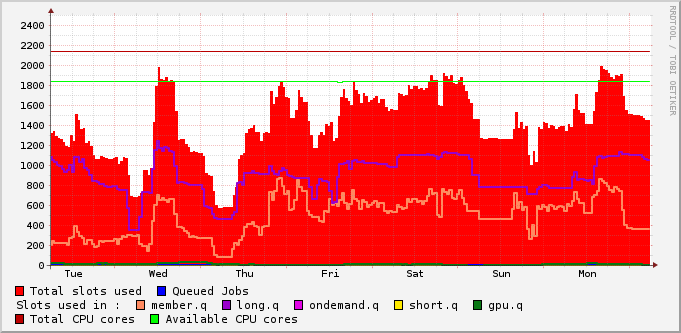 2400
2200
2000
1800
1600
1400
1200
1000
800
600
400
200
0
Tue Wed Thu Fri Sat Sun Mon
Total slots used Queued Jobs
Slots used in : member.q long.q ondemand.q short.q gpu.q
Total CPU cores Available CPU cores
RRDTOOL / TOBI OETIKER